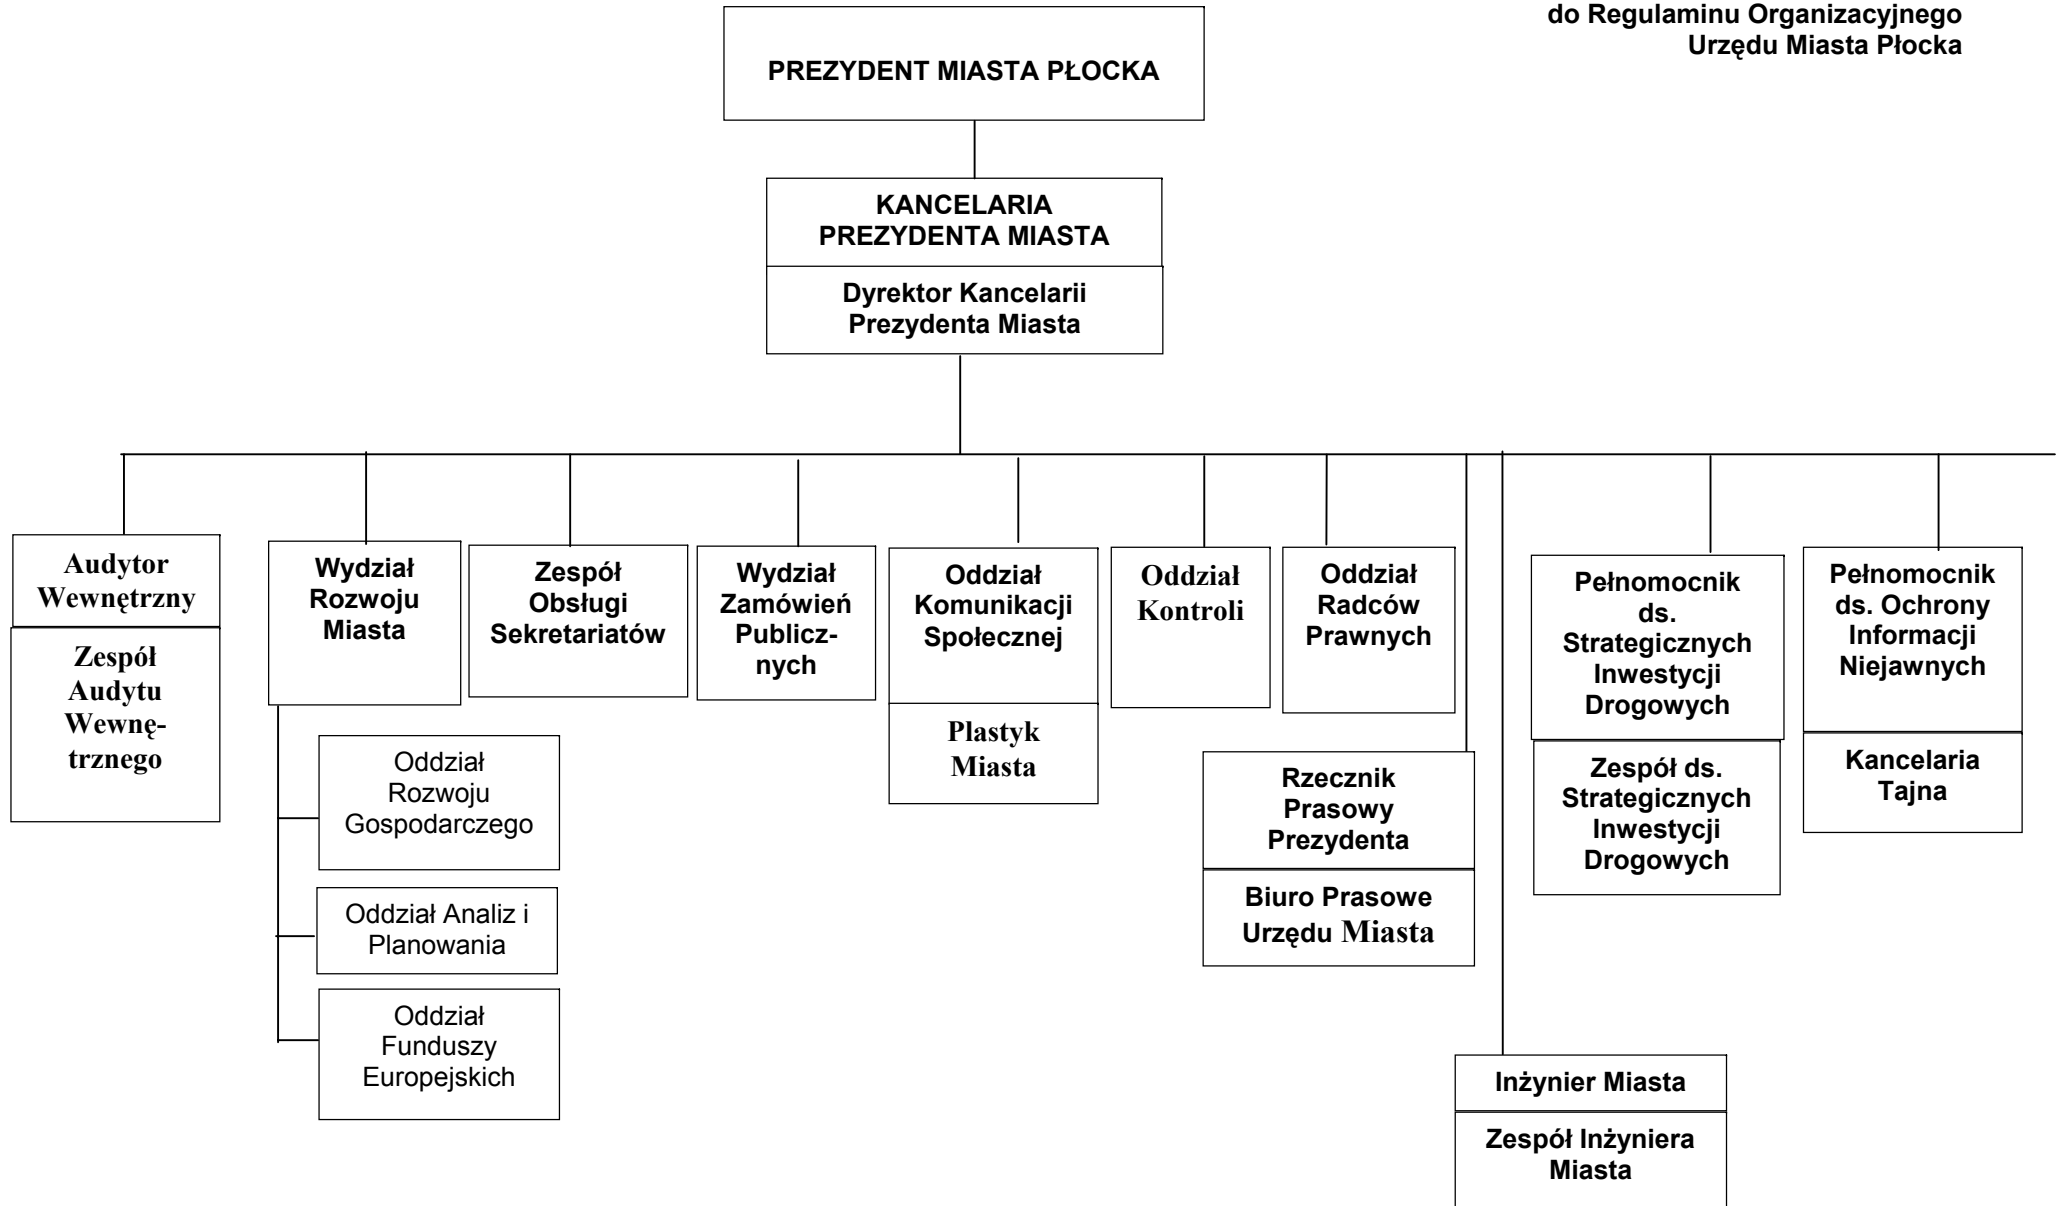 do Regulaminu Organizacyjnego
Urzędu Miasta Płocka
PREZYDENT MIASTA PŁOCKA
KANCELARIA
PREZYDENTA MIASTA
Dyrektor Kancelarii
Prezydenta Miasta
Audytor
Wewnętrzny
Zespół
Audytu
Wewnę-
trznego
Wydział
Rozwoju
Miasta
Oddział
Rozwoju
Gospodarczego
Oddział Analiz i
Planowania
Oddział
Funduszy
Europejskich
Zespół
Obsługi
Sekretariatów
Wydział
Zamówień
Publicz-
nych
Oddział
Komunikacji
Społecznej
Plastyk
Miasta
Oddział
Kontroli
Oddział
Radców
Prawnych
Rzecznik
Prasowy
Prezydenta
Biuro Prasowe
Urzędu Miasta
Inżynier Miasta
Zespół Inżyniera
Miasta
Pełnomocnik
ds.
Strategicznych
Inwestycji
Drogowych
Zespół ds.
Strategicznych
Inwestycji
Drogowych
Pełnomocnik
ds. Ochrony
Informacji
Niejawnych
Kancelaria
Tajna